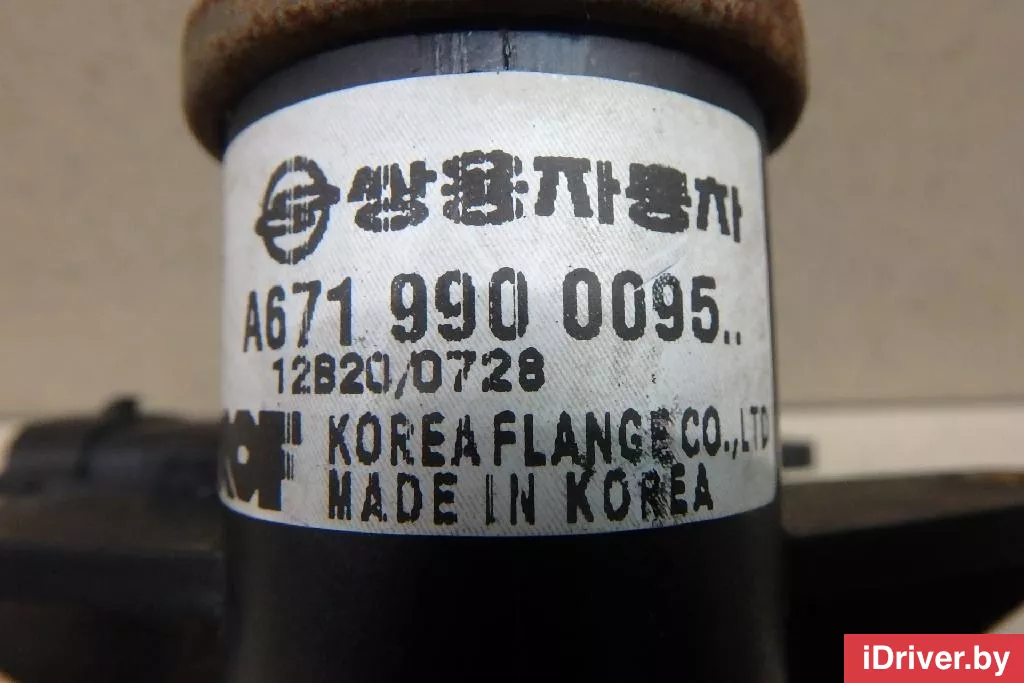 쌍용자동차
A671 990 0095..
12B20/0728
KOF KOREA FLANGE CO.,LTD
MADE IN KOREA
iDriver.by